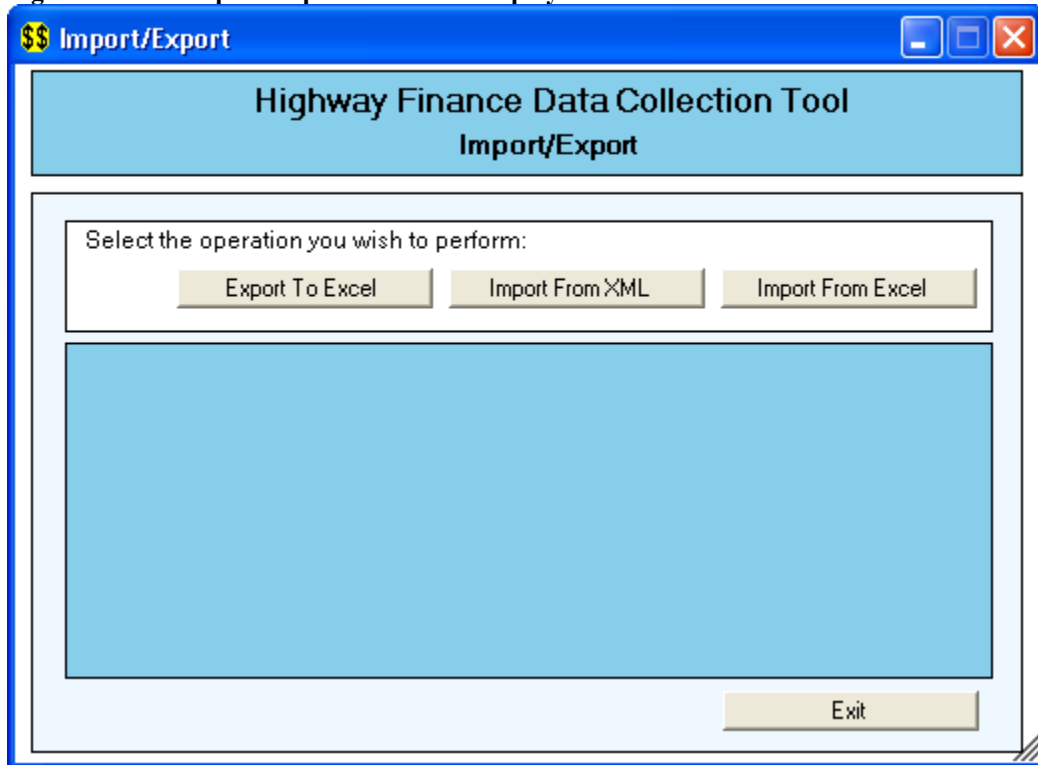 $$ Import/Export
Highway Finance Data Collection Tool
Import/Export
Select the operation you wish to perform:
Export To Excel Import From XML Import From Excel
Exit